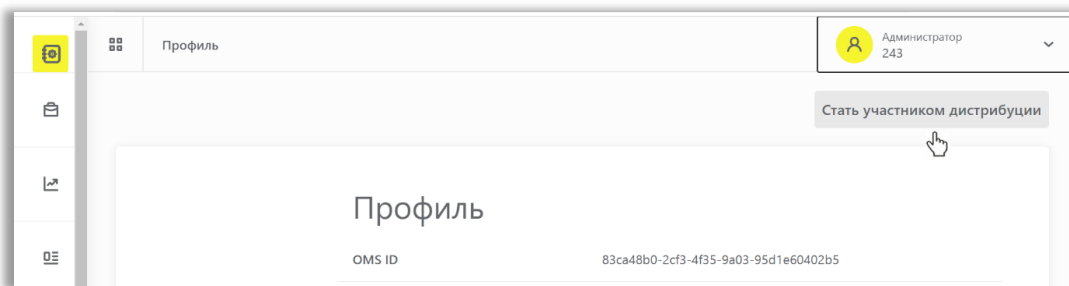 Профиль
Администратор
243
Стать участником дистрибуции
Профиль
OMS ID 83ca48b0-2cf3-4f35-9a03-95d1e60402b5